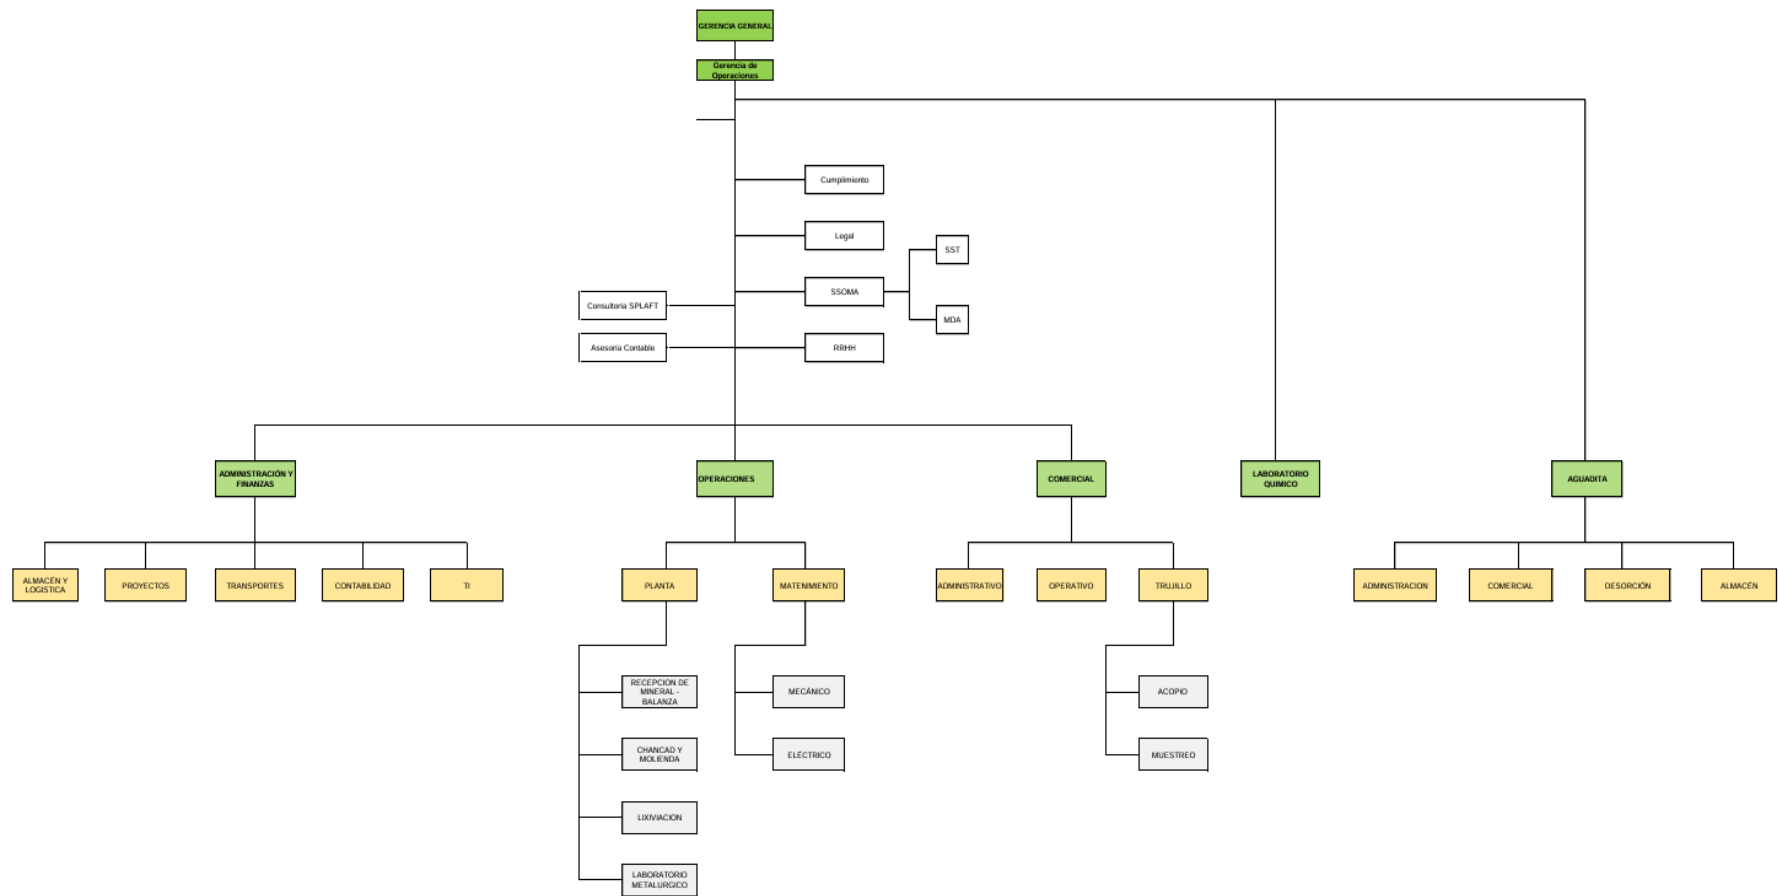 GERENCIA GENERAL
Gerencia de
Operaciones
Cumplimiento
Legal
SST
SSOMA
Consultoria SPLAFT
MDA
Asesoría Contable
RRHH
ADMINISTRACIÓN Y
FINANZAS
OPERACIONES
COMERCIAL
LABORATORIO
QUIMICO
AGUADITA
ALMACÉN Y
LOGISTICA
PROYECTOS
TRANSPORTES
CONTABILIDAD
TI
PLANTA
MATENIMIENTO
ADMINISTRATIVO
OPERATIVO
TRUJILLO
ADMINISTRACION
COMERCIAL
DESORCIÓN
ALMACÉN
RECEPCION DE
MINERAL -
BALANZA
MECÁNICO
ACOPIO
CHANCAD Y
MOLIENDA
ELÉCTRICO
MUESTREO
LIXIVIACION
LABORATORIO
METALURGICO